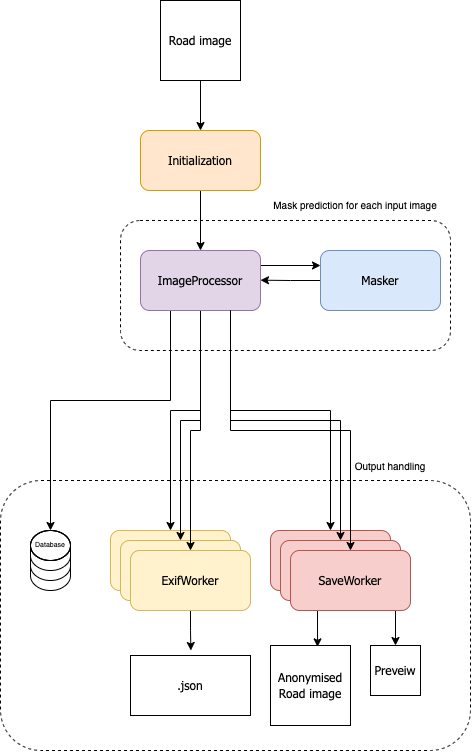 Road image
Initialization
Mask prediction for each input image
ImageProcessor
Masker
Output handling
Database
ExifWorker
SaveWorker
.json
Anonymised
Road image
Preveiw